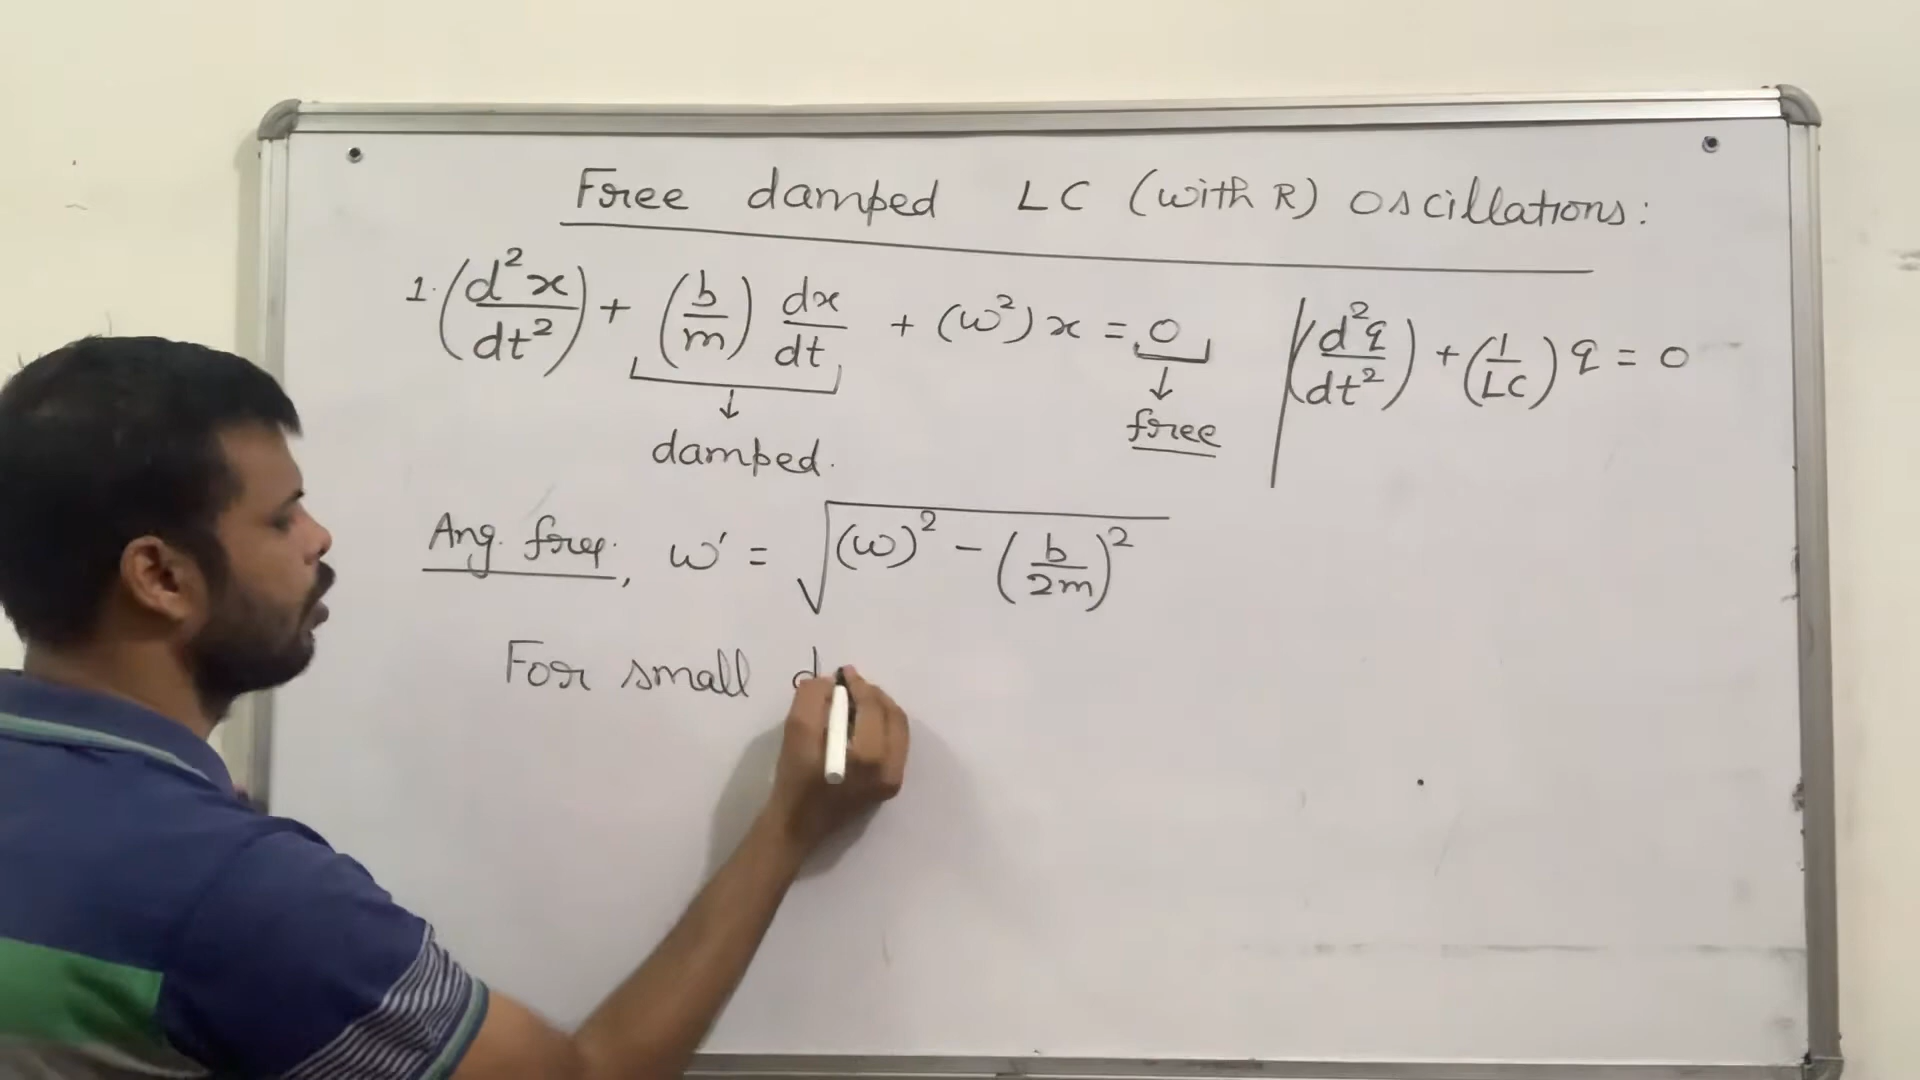 Free damped LC (with R) oscillations:
1. (d²x/dt²) + (b/m) dx/dt + (ω²) x = 0 | (d²q/dt²) + (1/LC) q = 0
↓ ↓
damped. free
Ang. freq., ω' = √((ω)² - (b/2m)²)
For small d